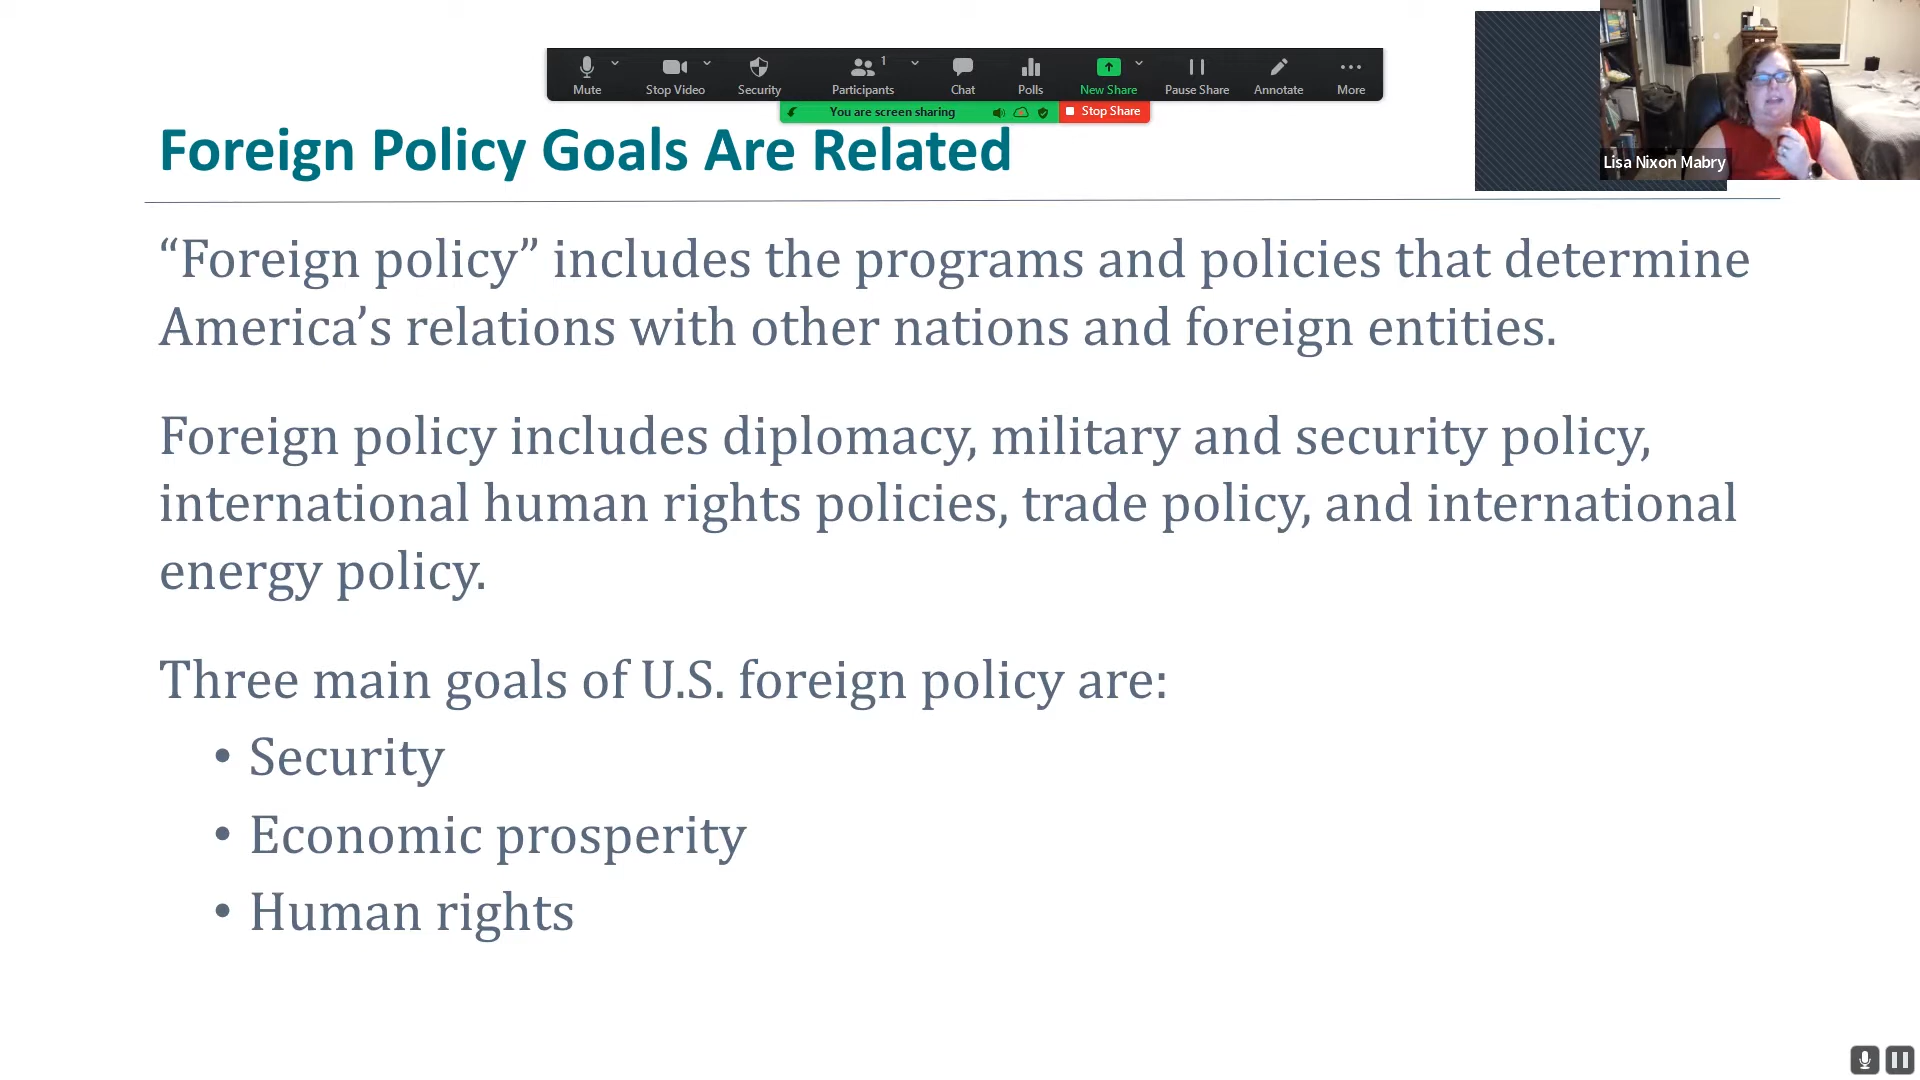 1
Mute
Stop Video
Security
Participants
Chat
Polls
New Share
Pause Share
Annotate
More
You are screen sharing
Stop Share
Lisa Nixon Mabry
Foreign Policy Goals Are Related
“Foreign policy” includes the programs and policies that determine
America’s relations with other nations and foreign entities.
Foreign policy includes diplomacy, military and security policy,
international human rights policies, trade policy, and international
energy policy.
Three main goals of U.S. foreign policy are:
• Security
• Economic prosperity
• Human rights